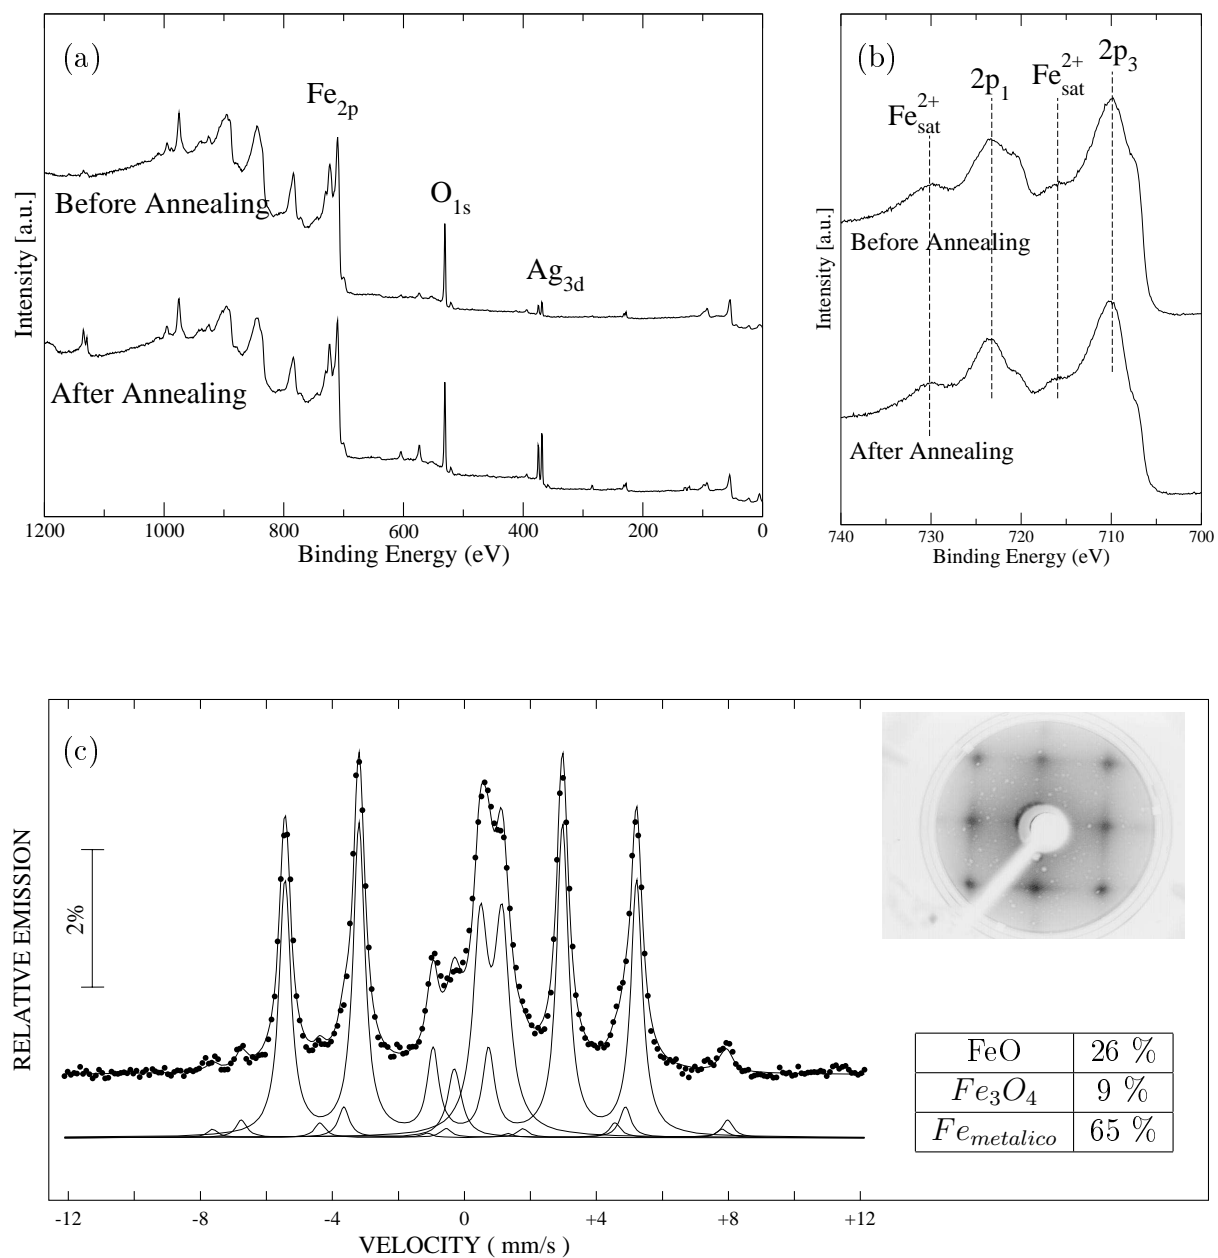 (a)
Fe2p
O1s
Ag3d
Before Annealing
After Annealing
Intensity [a.u.]
1200 1000 800 600 400 200 0
Binding Energy (eV)
(b)
Fe2+sat
2p1
Fe2+sat
2p3
Before Annealing
After Annealing
Intensity [a.u.]
740 730 720 710 700
Binding Energy (eV)
(c)
RELATIVE EMISSION
2%
FeO 26 %
Fe3O4 9 %
Femetalico 65 %
-12 -8 -4 0 +4 +8 +12
VELOCITY ( mm/s )